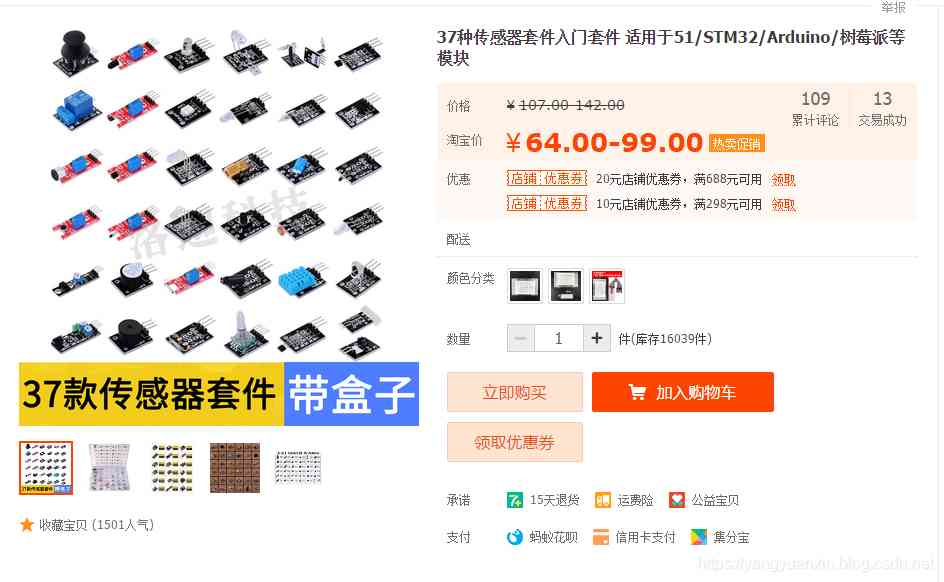 举报
37种传感器套件入门套件 适用于51/STM32/Arduino/树莓派等
模块
价格 ¥ 107.00-142.00
109 累计评论
13 交易成功
淘宝价 ¥ 64.00-99.00 热卖促销
优惠 店铺 优惠券 20元店铺优惠券，满688元可用 领取
店铺 优惠券 10元店铺优惠券，满298元可用 领取
配送
颜色分类
数量 − 1 + 件(库存16039件)
立即购买 加入购物车
领取优惠券
承诺 7+ 15天退货 运费险 公益宝贝
支付 蚂蚁花呗 信用卡支付 集分宝
37款传感器套件 带盒子
收藏宝贝 (1501人气)